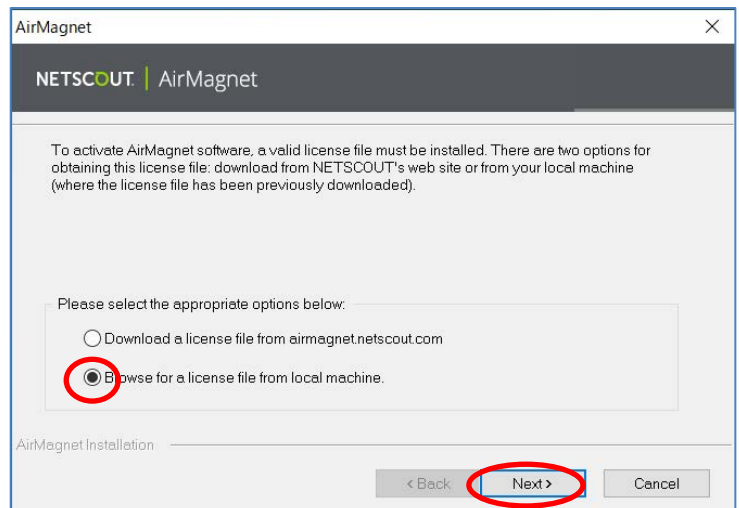 AirMagnet
NETSCOUT. | AirMagnet
To activate AirMagnet software, a valid license file must be installed. There are two options for
obtaining this license file: download from NETSCOUT's web site or from your local machine
(where the license file has been previously downloaded).
Please select the appropriate options below:
Download a license file from airmagnet.netscout.com
Browse for a license file from local machine.
AirMagnet Installation
< Back Next > Cancel